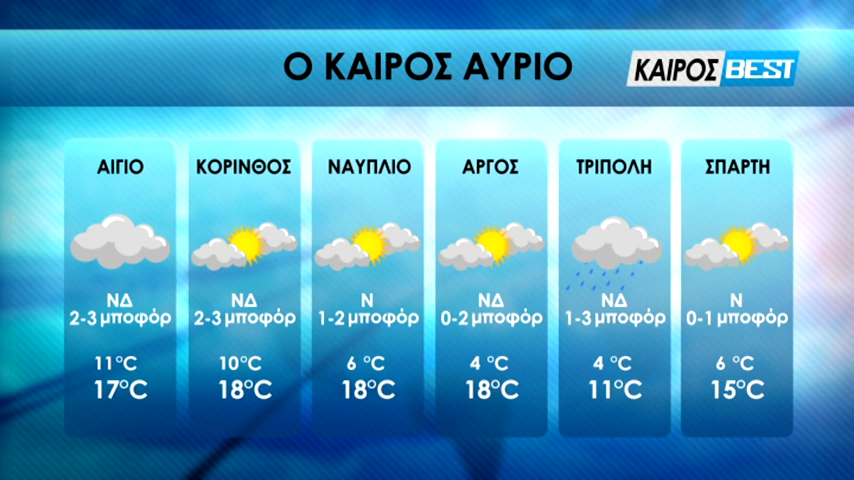 Ο ΚΑΙΡΟΣ ΑΥΡΙΟ
ΚΑΙΡΟΣ BEST
ΑΙΓΙΟ
ΝΔ
2-3 μποφόρ
11°C
17°C
ΚΟΡΙΝΘΟΣ
ΝΔ
2-3 μποφόρ
10°C
18°C
ΝΑΥΠΛΙΟ
Ν
1-2 μποφόρ
6 °C
18°C
ΑΡΓΟΣ
ΝΔ
0-2 μποφόρ
4 °C
18°C
ΤΡΙΠΟΛΗ
ΝΔ
1-3 μποφόρ
4 °C
11°C
ΣΠΑΡΤΗ
Ν
0-1 μποφόρ
6 °C
15°C